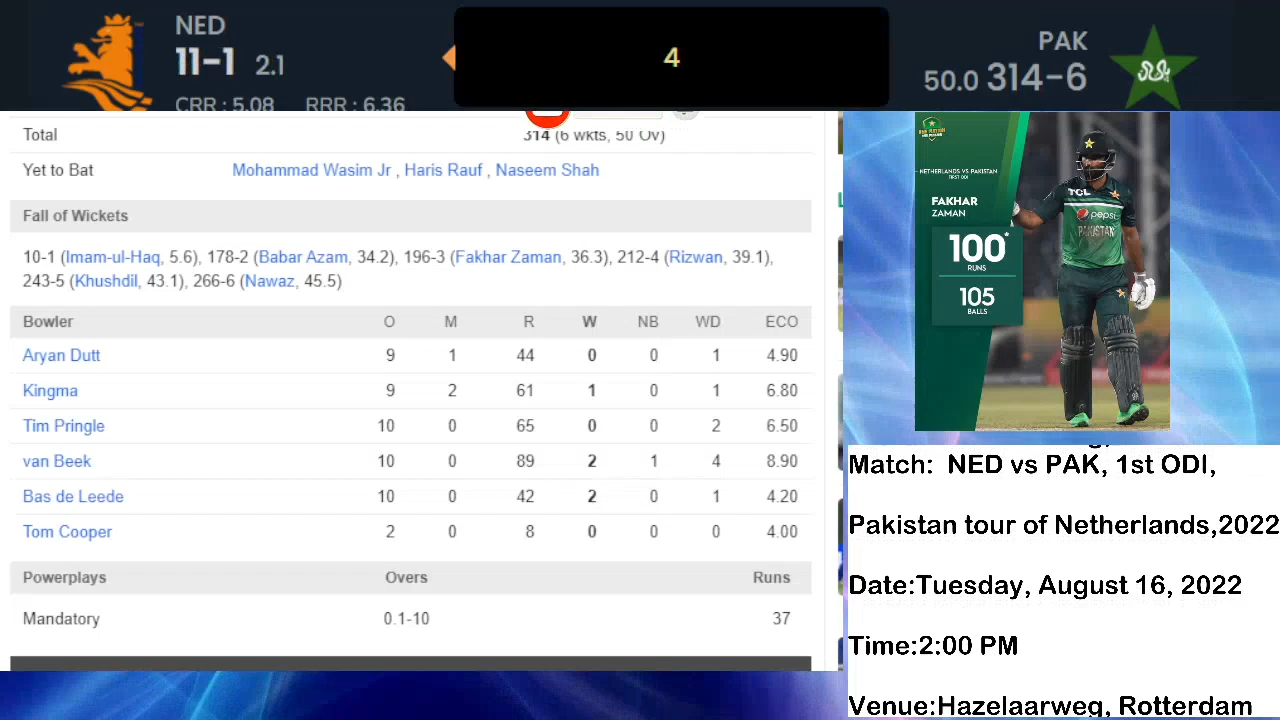 NED
11-1 2.1
CRR : 5.08 RRR : 6.36
4
PAK
50.0 314-6
Total 314 (6 wkts, 50 Ov)
Yet to Bat Mohammad Wasim Jr , Haris Rauf , Naseem Shah
Fall of Wickets
10-1 (Imam-ul-Haq, 5.6), 178-2 (Babar Azam, 34.2), 196-3 (Fakhar Zaman, 36.3), 212-4 (Rizwan, 39.1),
243-5 (Khushdil, 43.1), 266-6 (Nawaz, 45.5)
Bowler O M R W NB WD ECO
Aryan Dutt 9 1 44 0 0 1 4.90
Kingma 9 2 61 1 0 1 6.80
Tim Pringle 10 0 65 0 0 2 6.50
van Beek 10 0 89 2 1 4 8.90
Bas de Leede 10 0 42 2 0 1 4.20
Tom Cooper 2 0 8 0 0 0 4.00
Powerplays Overs Runs
Mandatory 0.1-10 37
NETHERLANDS VS PAKISTAN
FIRST ODI
FAKHAR
ZAMAN
100*
RUNS
105
BALLS
TCL
pepsi
PAKISTAN
Match: NED vs PAK, 1st ODI,
Pakistan tour of Netherlands,2022
Date:Tuesday, August 16, 2022
Time:2:00 PM
Venue:Hazelaarweg, Rotterdam